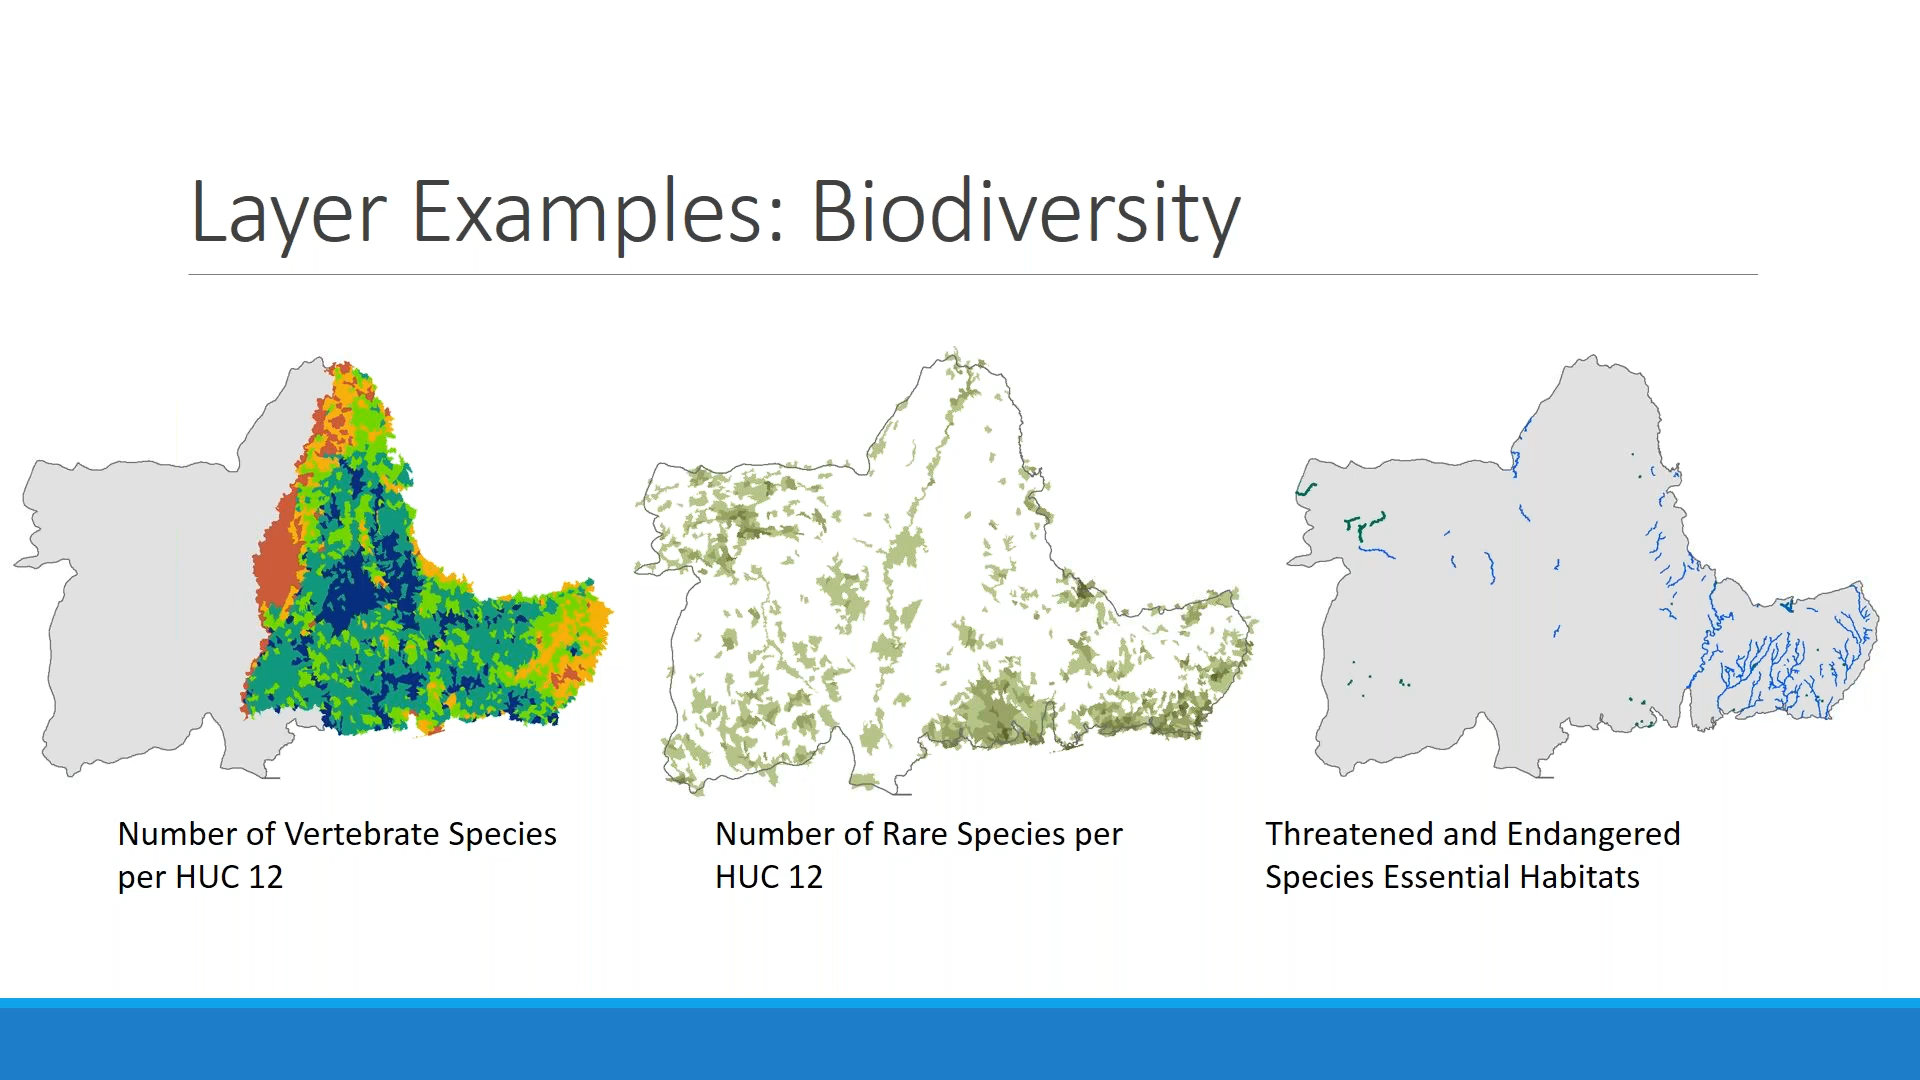 Layer Examples: Biodiversity
Number of Vertebrate Species
per HUC 12
Number of Rare Species per
HUC 12
Threatened and Endangered
Species Essential Habitats